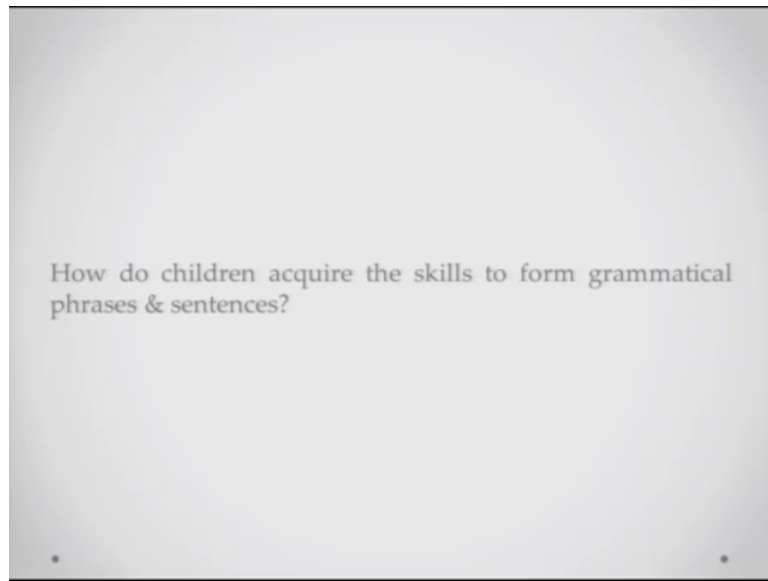 How do children acquire the skills to form grammatical
phrases & sentences?